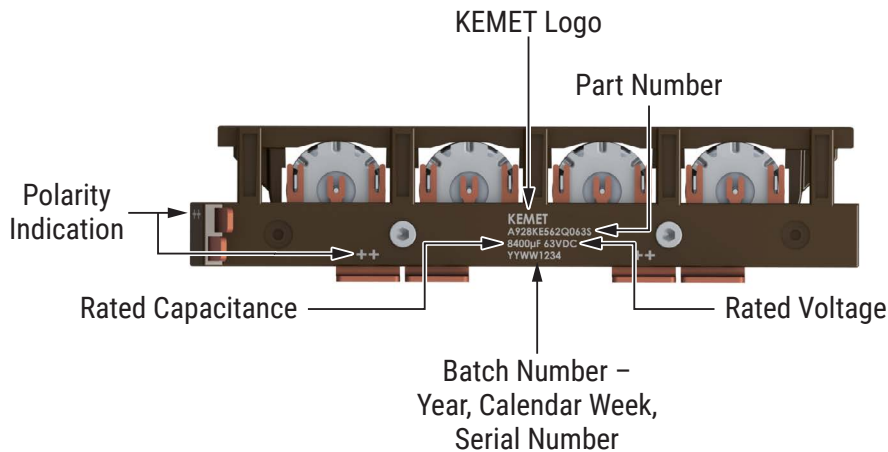 KEMET Logo
Part Number
Polarity
Indication
KEMET
A928KE562Q063S
8400µF 63VDC
YYWW1234
++
++
++
Rated Capacitance
Rated Voltage
Batch Number –
Year, Calendar Week,
Serial Number